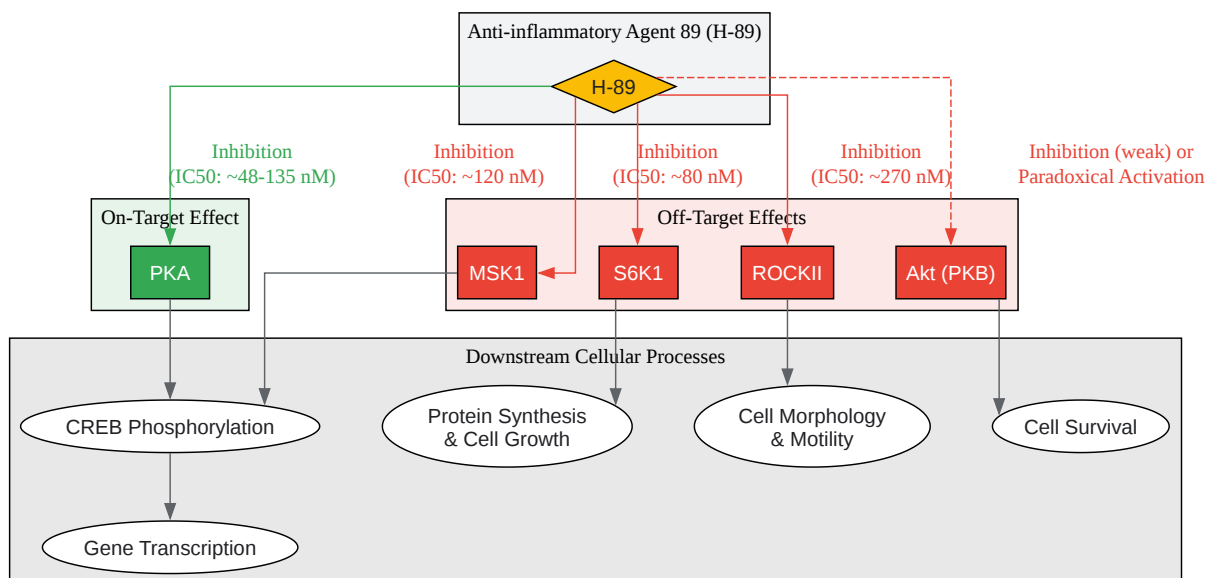 Anti-inflammatory Agent 89 (H-89)
H-89
Inhibition
(IC50: ~48-135 nM)
Inhibition
(IC50: ~120 nM)
Inhibition
(IC50: ~80 nM)
Inhibition
(IC50: ~270 nM)
Inhibition (weak) or
Paradoxical Activation
On-Target Effect
PKA
Off-Target Effects
MSK1
S6K1
ROCKII
Akt (PKB)
Downstream Cellular Processes
CREB Phosphorylation
Protein Synthesis
& Cell Growth
Cell Morphology
& Motility
Cell Survival
Gene Transcription